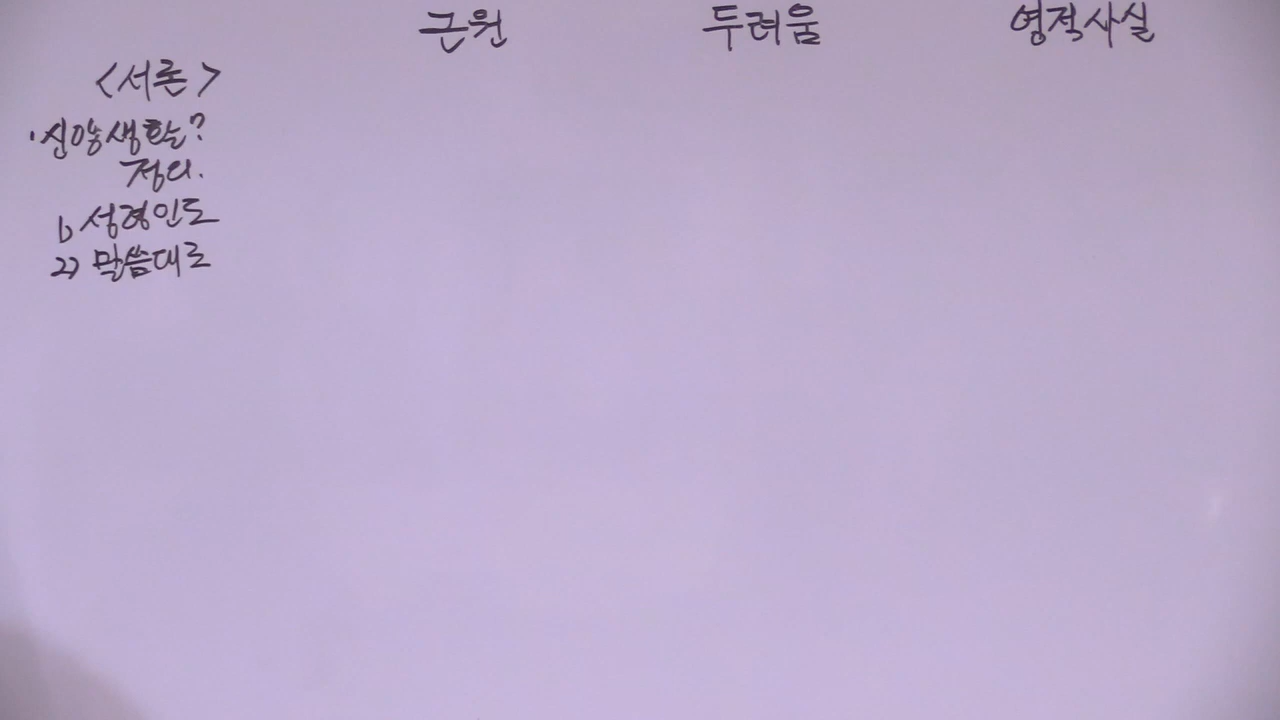 근원 두려움 영적사실
<서론>
·신앙생활?
정의.
1) 성경인도
2) 말씀대로